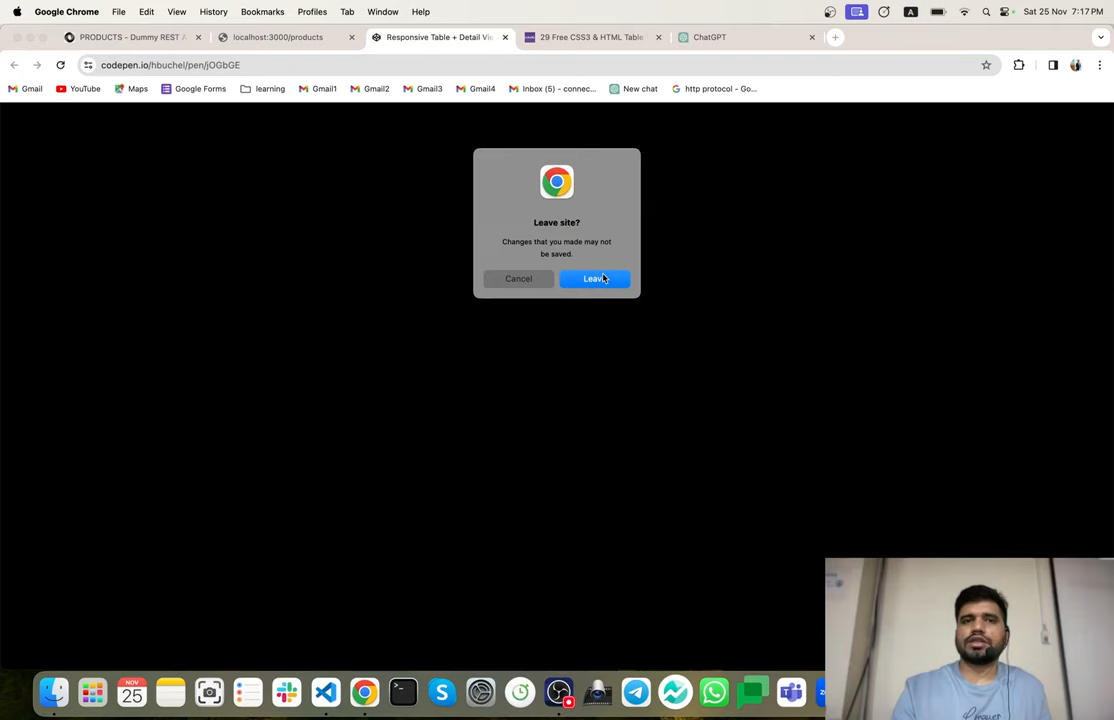 Google Chrome File Edit View History Bookmarks Profiles Tab Window Help A Sat 25 Nov 7:17 PM
PRODUCTS - Dummy REST A localhost:3000/products Responsive Table + Detail Vie 29 Free CSS3 & HTML Table ChatGPT
codepen.io/hbuchel/pen/jOGbGE
Gmail YouTube Maps Google Forms learning Gmail1 Gmail2 Gmail3 Gmail4 Inbox (5) - connec... New chat http protocol - Go...
Leave site?
Changes that you made may not
be saved.
Cancel Leave
NOV
25